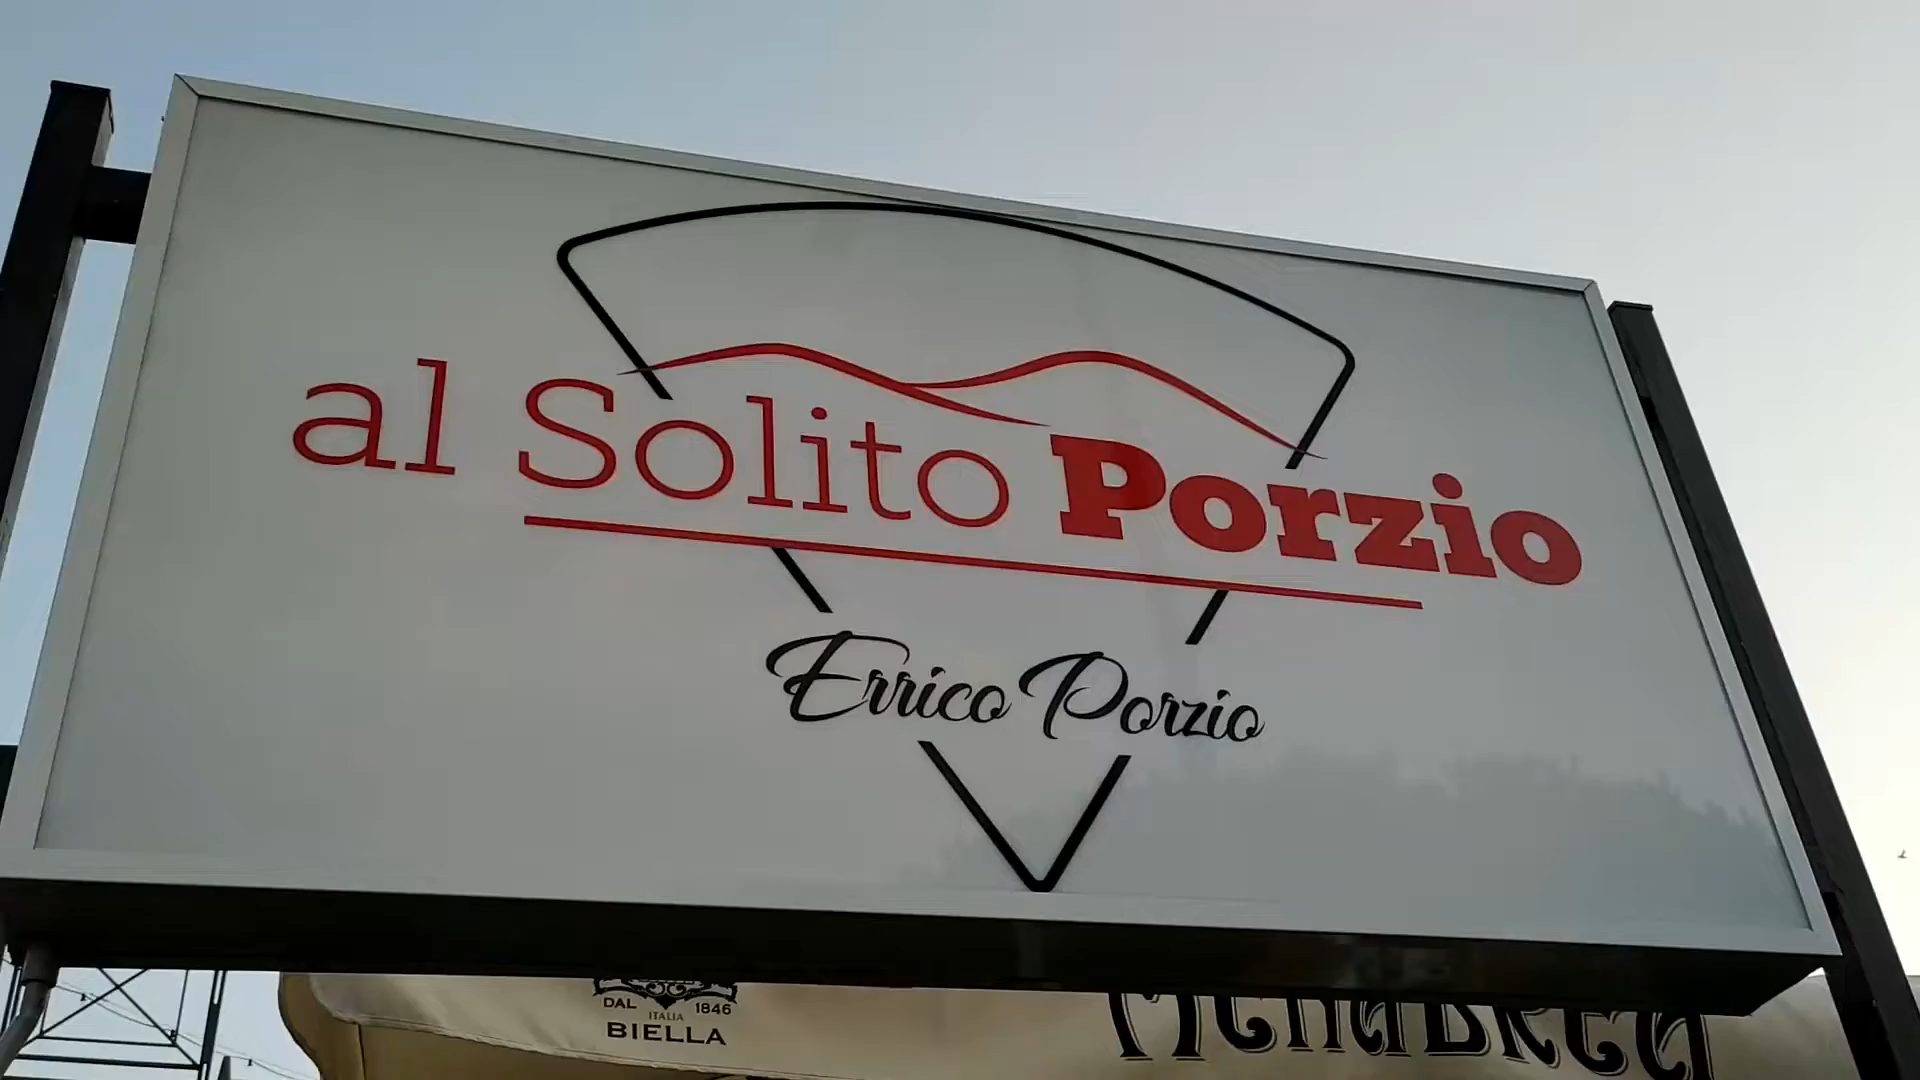 al Solito Porzio
Errico Porzio
DAL 1846
ITALIA
BIELLA
MENABREA